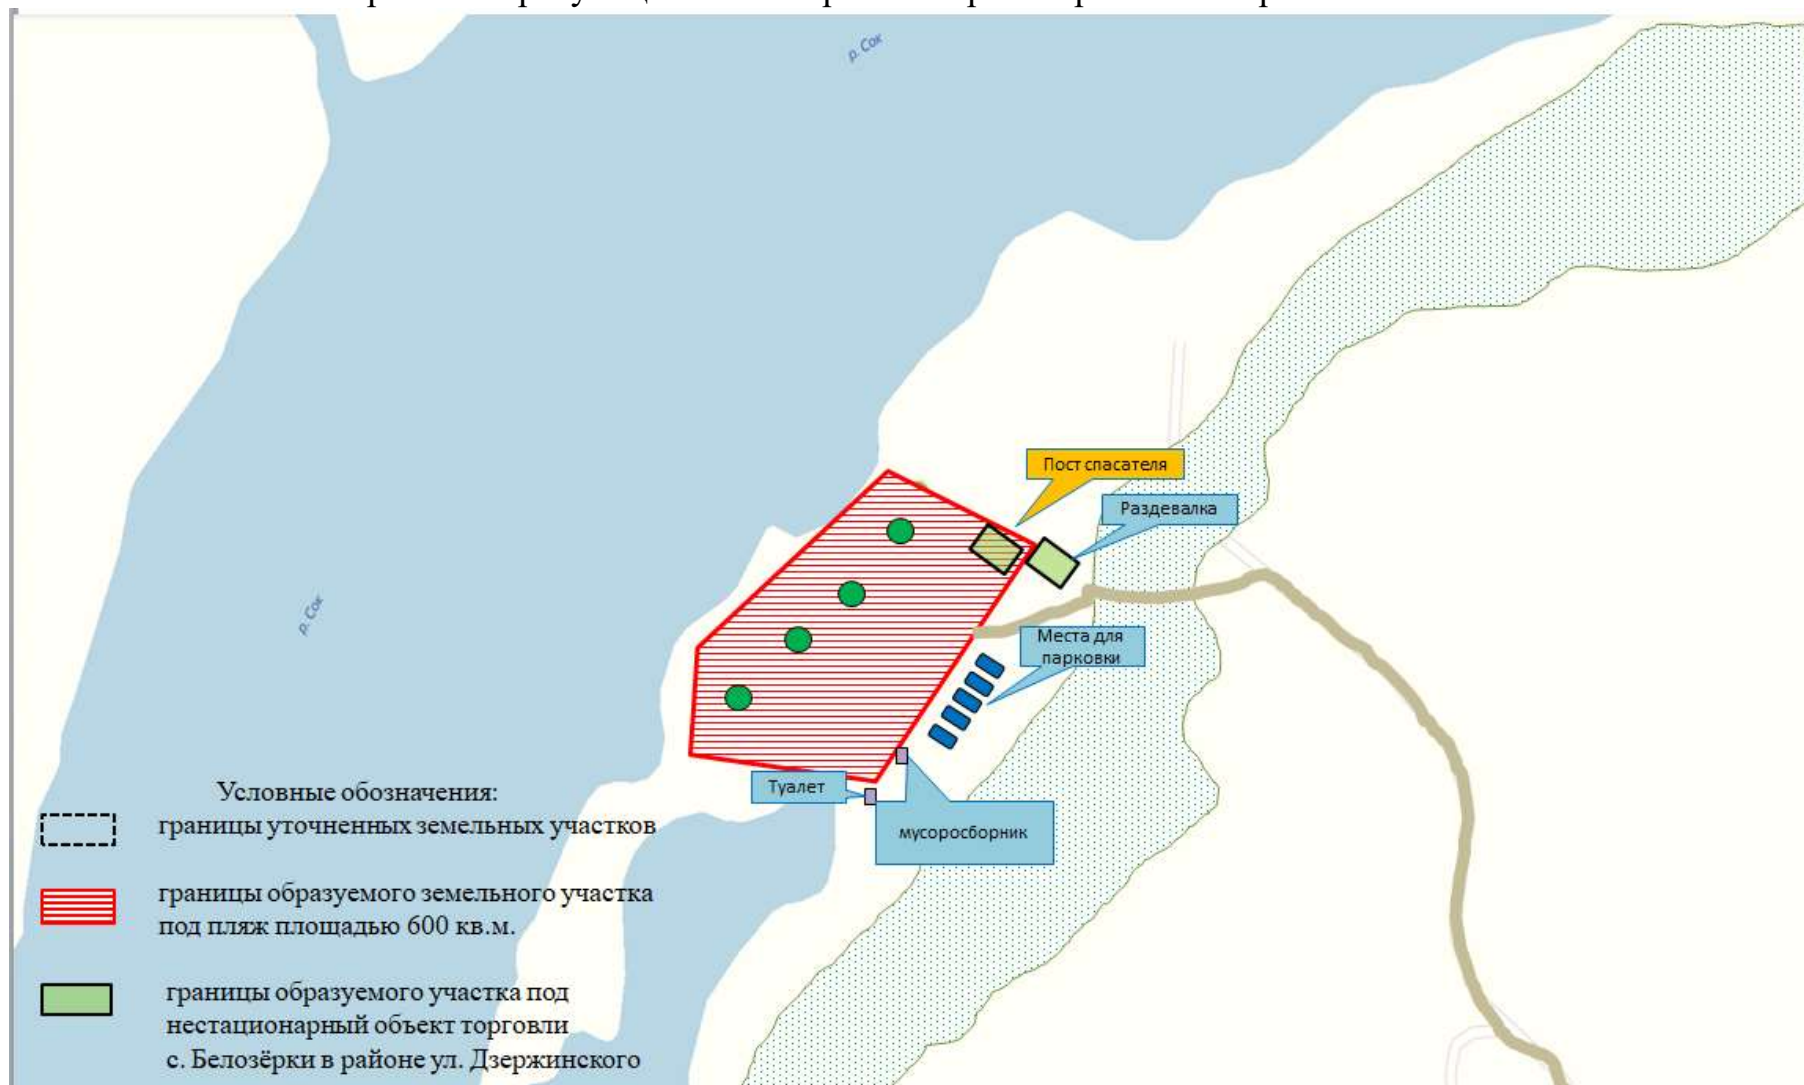 р. Сок
Пост спасателя
Раздевалка
р. Сок
Места для
парковки
Туалет
мусоросборник
Условные обозначения:
границы уточненных земельных участков
границы образуемого земельного участка
под пляж площадью 600 кв.м.
границы образуемого участка под
нестационарный объект торговли
с. Белозёрки в районе ул. Дзержинского